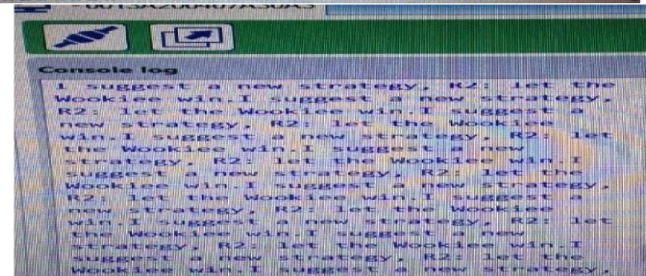 0013A200407A50A5
Console log
I suggest a new strategy, R2: let the
Wookiee win.I suggest a new strategy,
R2: let the Wookiee win.I suggest a
new strategy, R2: let the Wookiee
win.I suggest a new strategy, R2: let
the Wookiee win.I suggest a new
strategy, R2: let the Wookiee win.I
suggest a new strategy, R2: let the
Wookiee win.I suggest a new strategy,
R2: let the Wookiee win.I suggest a
new strategy, R2: let the Wookiee
win.I suggest a new strategy, R2: let
the Wookiee win.I suggest a new
strategy, R2: let the Wookiee win.I
suggest a new strategy, R2: let the
Wookiee win.I suggest a new strategy,